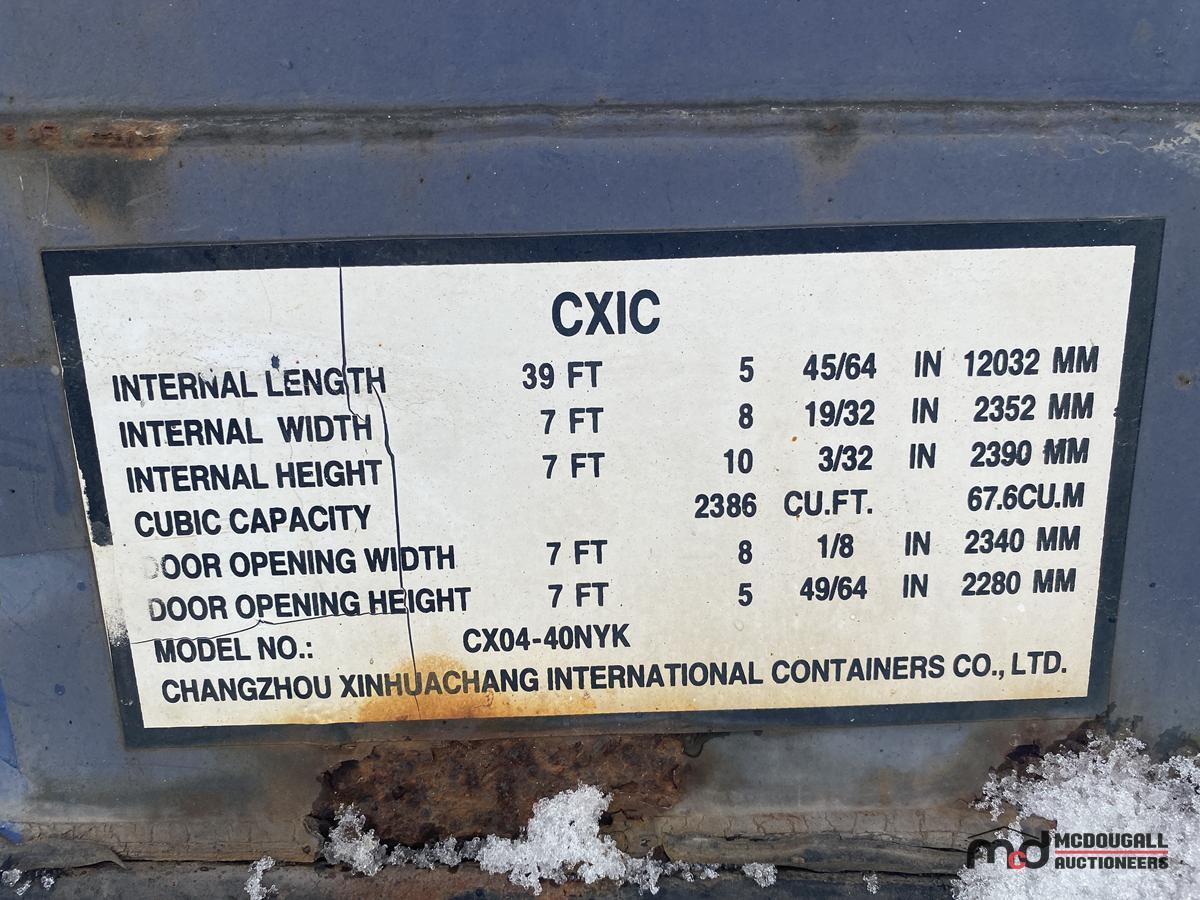 CXIC
INTERNAL LENGTH 39 FT 5 45/64 IN 12032 MM
INTERNAL WIDTH 7 FT 8 19/32 IN 2352 MM
INTERNAL HEIGHT 7 FT 10 3/32 IN 2390 MM
CUBIC CAPACITY 2386 CU.FT. 67.6CU.M
DOOR OPENING WIDTH 7 FT 8 1/8 IN 2340 MM
DOOR OPENING HEIGHT 7 FT 5 49/64 IN 2280 MM
MODEL NO.: CX04-40NYK
CHANGZHOU XINHUACHANG INTERNATIONAL CONTAINERS CO., LTD.
mcd MCDOUGALL
AUCTIONEERS